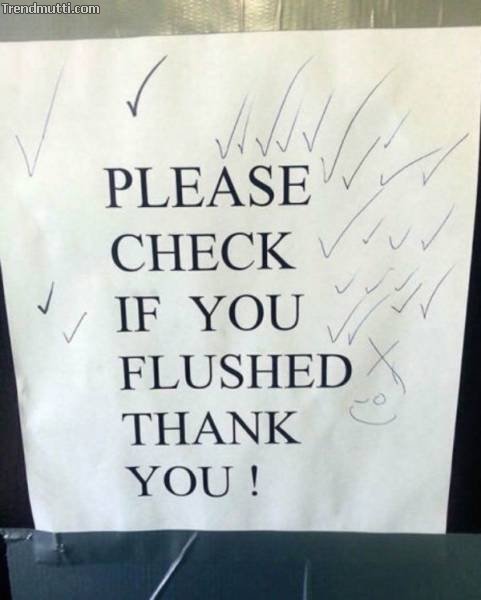 Trendmutti.com
PLEASE
CHECK
IF YOU
FLUSHED
THANK
YOU !